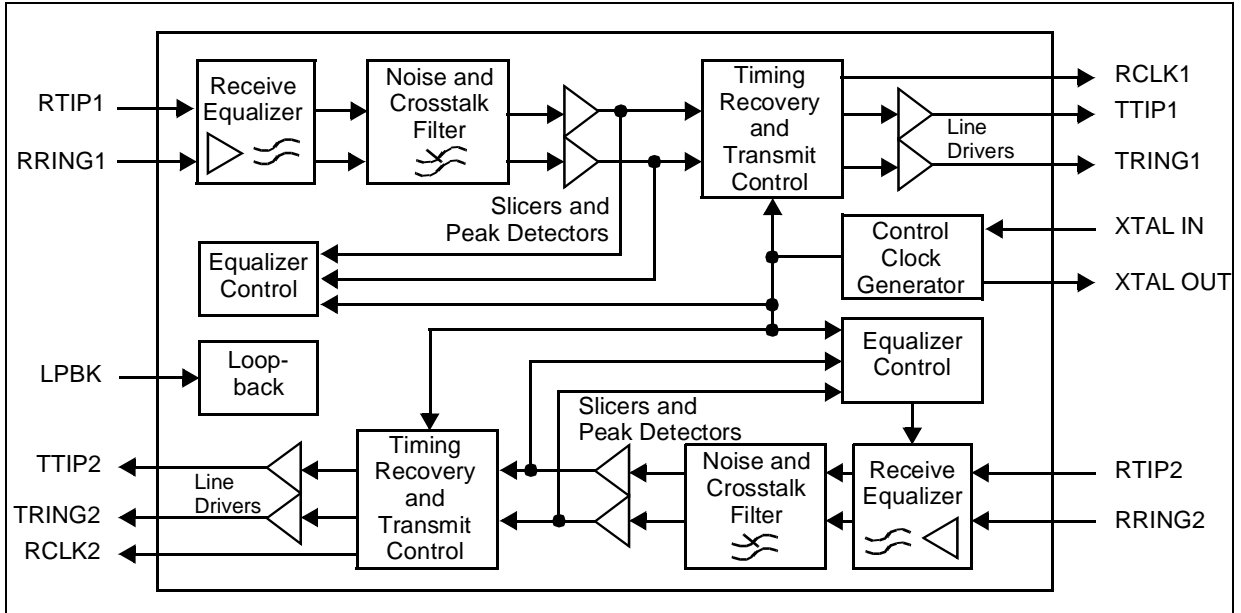 RTIP1
RRING1
Receive
Equalizer
Noise and
Crosstalk
Filter
Slicers and
Peak Detectors
Timing
Recovery
and
Transmit
Control
Line
Drivers
RCLK1
TTIP1
TRING1
Equalizer
Control
Control
Clock
Generator
XTAL IN
XTAL OUT
LPBK
Loop-
back
Equalizer
Control
TTIP2
TRING2
RCLK2
Line
Drivers
Timing
Recovery
and
Transmit
Control
Slicers and
Peak Detectors
Noise and
Crosstalk
Filter
Receive
Equalizer
RTIP2
RRING2